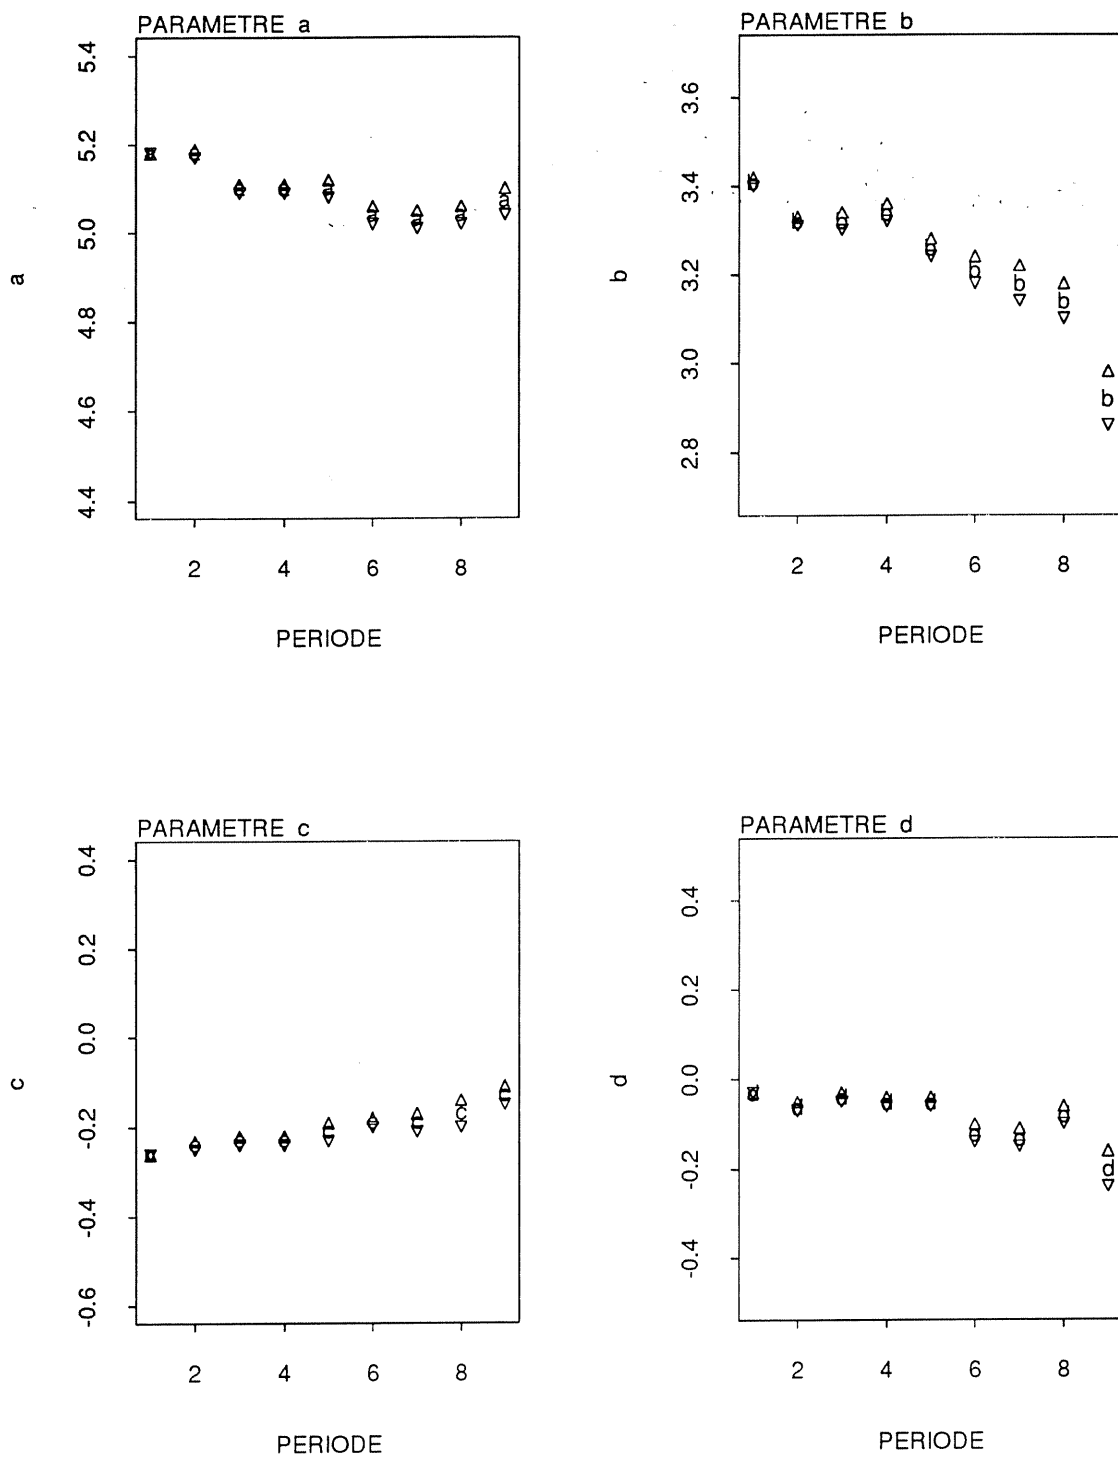 PARAMETRE a
5.4
5.2
5.0
4.8
4.6
4.4
a
2 4 6 8
PERIODE
PARAMETRE b
3.6
3.4
3.2
3.0
2.8
b
b
b
b
b
2 4 6 8
PERIODE
PARAMETRE c
0.4
0.2
0.0
-0.2
-0.4
-0.6
c
c
2 4 6 8
PERIODE
PARAMETRE d
0.4
0.2
0.0
-0.2
-0.4
d
d
2 4 6 8
PERIODE